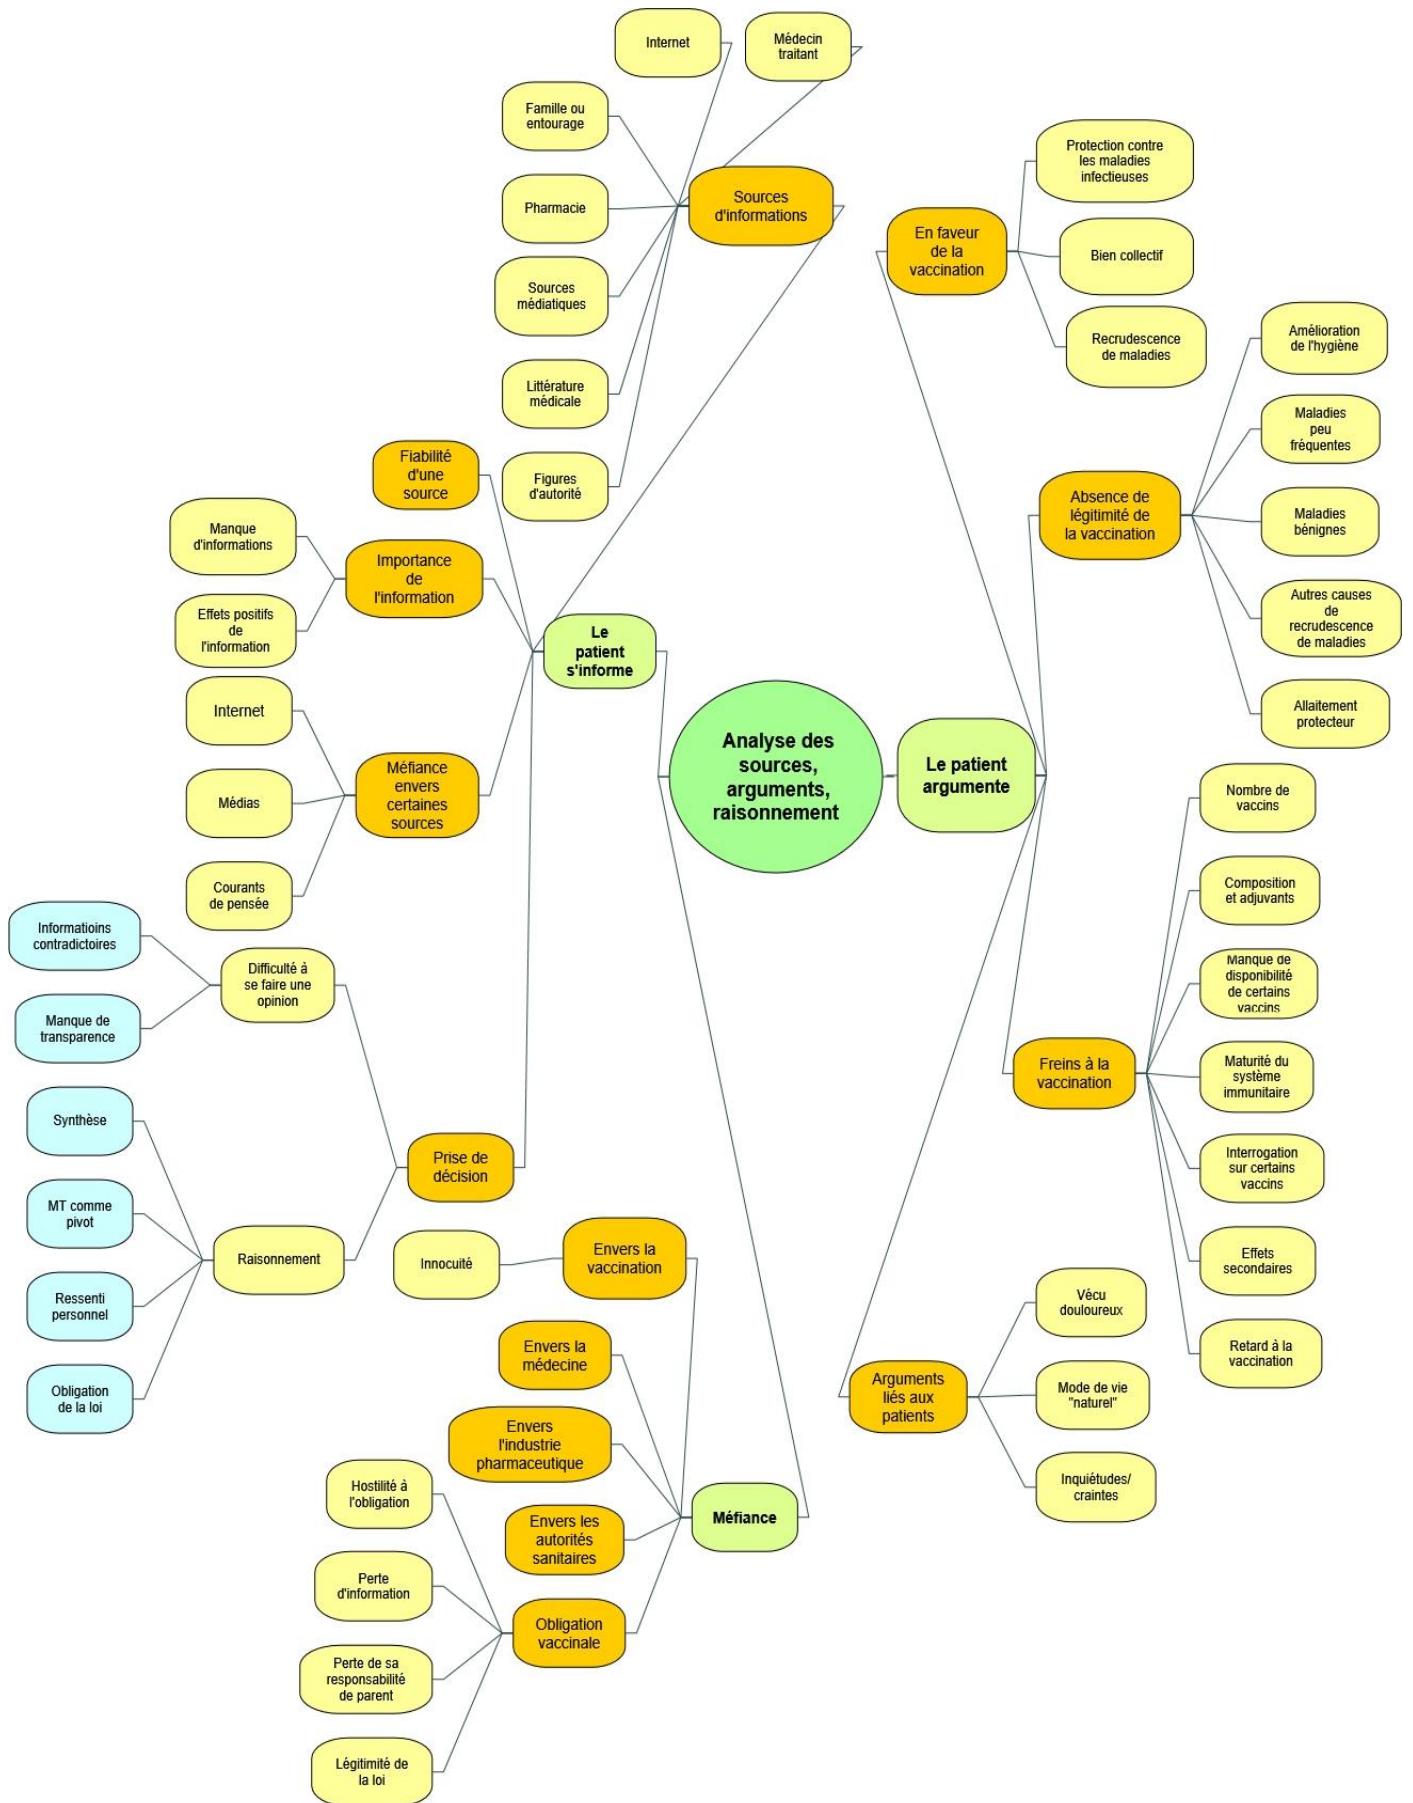 Internet
Médecin
traitant
Famille ou
entourage
Pharmacie
Sources
médiatiques
Littérature
médicale
Figures
d'autorité
Sources
d'informations
Fiabilité
d'une
source
Manque
d'informations
Effets positifs
de
l'information
Importance
de
l'information
Internet
Médias
Courants
de pensée
Méfiance
envers
certaines
sources
Le
patient
s'informe
Informatioins
contradictoires
Manque de
transparence
Difficulté à
se faire une
opinion
Synthèse
MT comme
pivot
Ressenti
personnel
Obligation
de la loi
Raisonnement
Prise de
décision
Analyse des
sources,
arguments,
raisonnement
Le patient
argumente
En faveur
de la
vaccination
Protection contre
les maladies
infectieuses
Bien collectif
Recrudescence
de maladies
Absence de
légitimité de
la vaccination
Amélioration
de l'hygiène
Maladies
peu
fréquentes
Maladies
bénignes
Autres causes
de
recrudescence
de maladies
Allaitement
protecteur
Freins à la
vaccination
Nombre de
vaccins
Composition
et adjuvants
Manque de
disponibilité
de certains
vaccins
Maturité du
système
immunitaire
Interrogation
sur certains
vaccins
Effets
secondaires
Retard à la
vaccination
Arguments
liés aux
patients
Vécu
douloureux
Mode de vie
"naturel"
Inquiétudes/
craintes
Innocuité
Envers la
vaccination
Envers la
médecine
Envers
l'industrie
pharmaceutique
Envers les
autorités
sanitaires
Méfiance
Hostilité à
l'obligation
Perte
d'information
Perte de sa
responsabilité
de parent
Légitimité de
la loi
Obligation
vaccinale